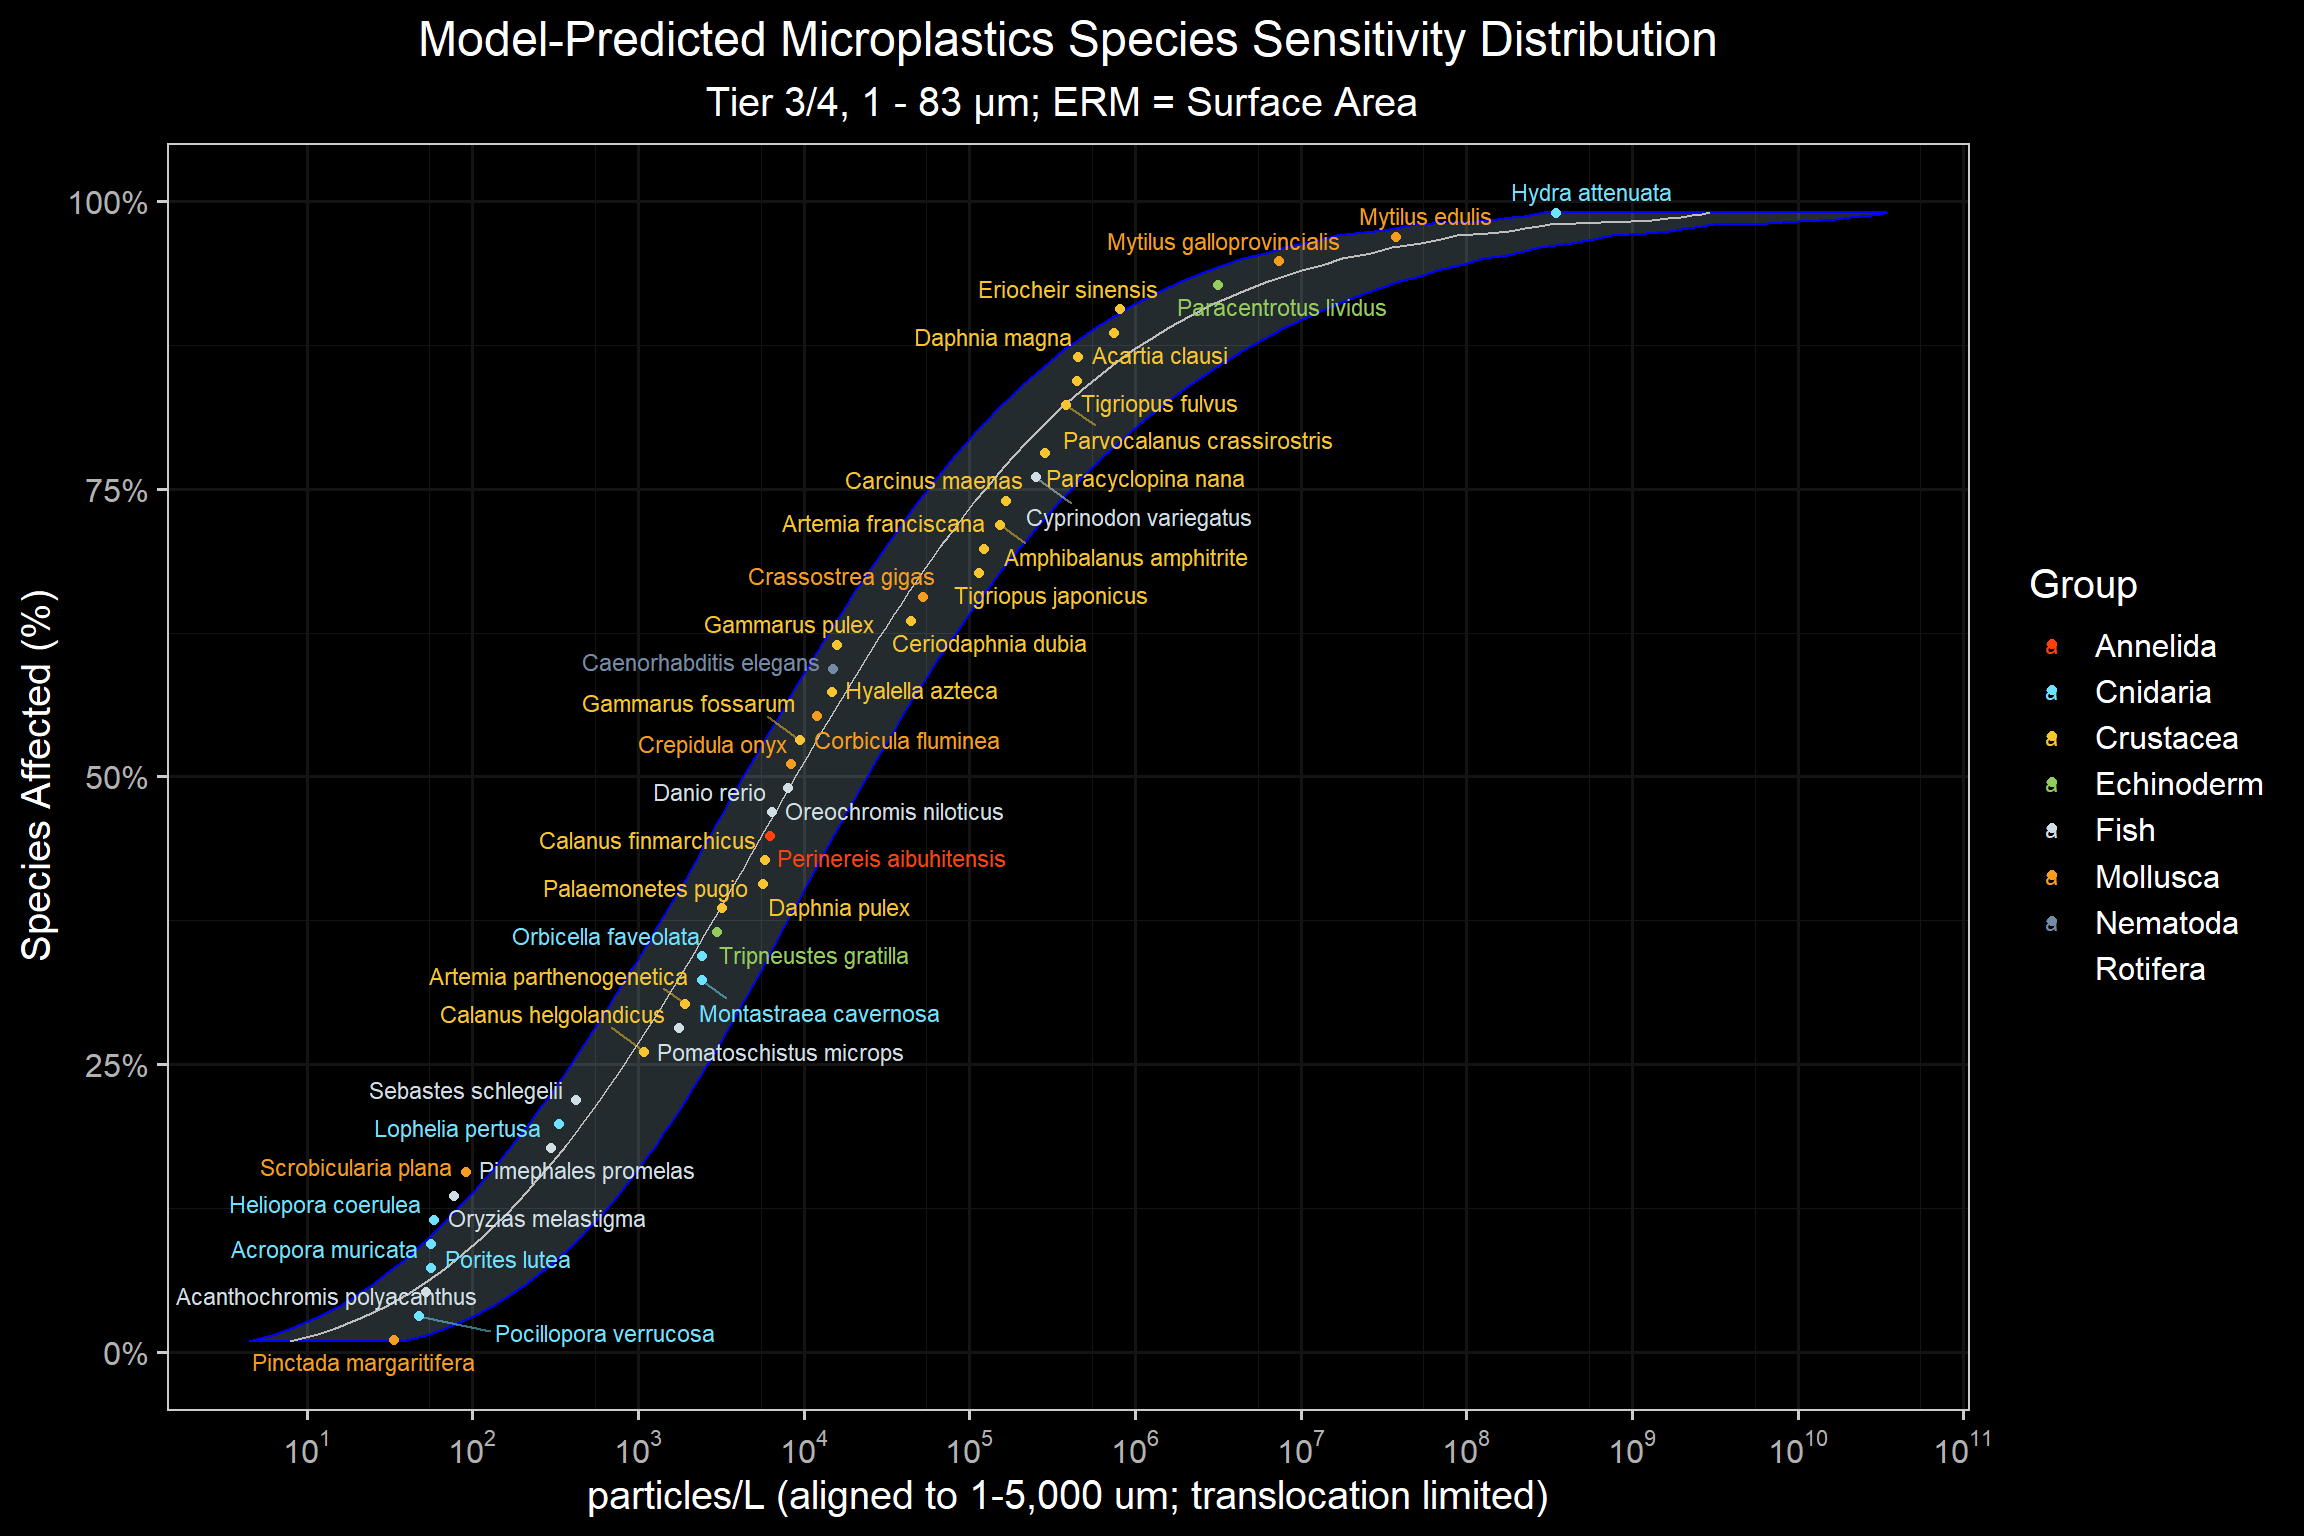 Model-Predicted Microplastics Species Sensitivity Distribution
Tier 3/4, 1 - 83 µm; ERM = Surface Area
Species Affected (%)
100%
75%
50%
25%
0%
Hydra attenuata
Mytilus edulis
Mytilus galloprovincialis
Eriocheir sinensis
Paracentrotus lividus
Daphnia magna
Acartia clausi
Tigriopus fulvus
Parvocalanus crassirostris
Carcinus maenas
Paracyclopina nana
Artemia franciscana
Cyprinodon variegatus
Amphibalanus amphitrite
Crassostrea gigas
Tigriopus japonicus
Gammarus pulex
Ceriodaphnia dubia
Caenorhabditis elegans
Hyalella azteca
Gammarus fossarum
Crepidula onyx
Corbicula fluminea
Danio rerio
Oreochromis niloticus
Calanus finmarchicus
Perinereis aibuhitensis
Palaemonetes pugio
Daphnia pulex
Orbicella faveolata
Tripneustes gratilla
Artemia parthenogenetica
Calanus helgolandicus
Montastraea cavernosa
Pomatoschistus microps
Sebastes schlegelii
Lophelia pertusa
Scrobicularia plana
Pimephales promelas
Heliopora coerulea
Oryzias melastigma
Acropora muricata
Porites lutea
Acanthochromis polyacanthus
Pocillopora verrucosa
Pinctada margaritifera
10¹ 10² 10³ 10⁴ 10⁵ 10⁶ 10⁷ 10⁸ 10⁹ 10¹⁰ 10¹¹
particles/L (aligned to 1-5,000 um; translocation limited)
Group
a Annelida
a Cnidaria
a Crustacea
a Echinoderm
a Fish
a Mollusca
a Nematoda
Rotifera